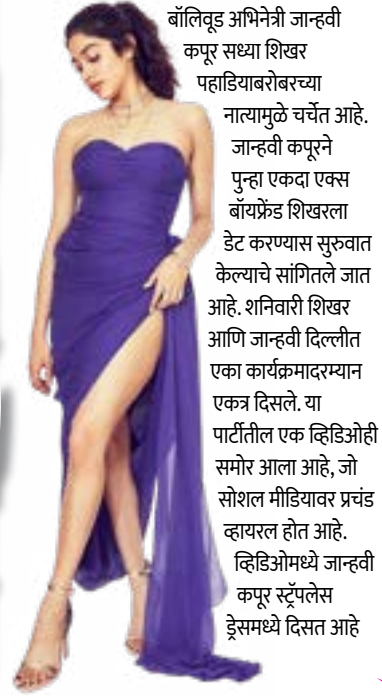 बॉलिवूड अभिनेत्री जान्हवी
कपूर सध्या शिखर
पहाडियाबरोबरच्या
नात्यामुळे चर्चेत आहे.
जान्हवी कपूरने
पुन्हा एकदा एक्स
बॉयफ्रेंड शिखरला
डेट करण्यास सुरुवात
केल्याचे सांगितले जात
आहे. शनिवारी शिखर
आणि जान्हवी दिल्लीत
एका कार्यक्रमादरम्यान
एकत्र दिसले. या
पार्टीतील एक व्हिडिओही
समोर आला आहे, जो
सोशल मीडियावर प्रचंड
व्हायरल होत आहे.
व्हिडिओमध्ये जान्हवी
कपूर स्ट्रॅपलेस
ड्रेसमध्ये दिसत आहे